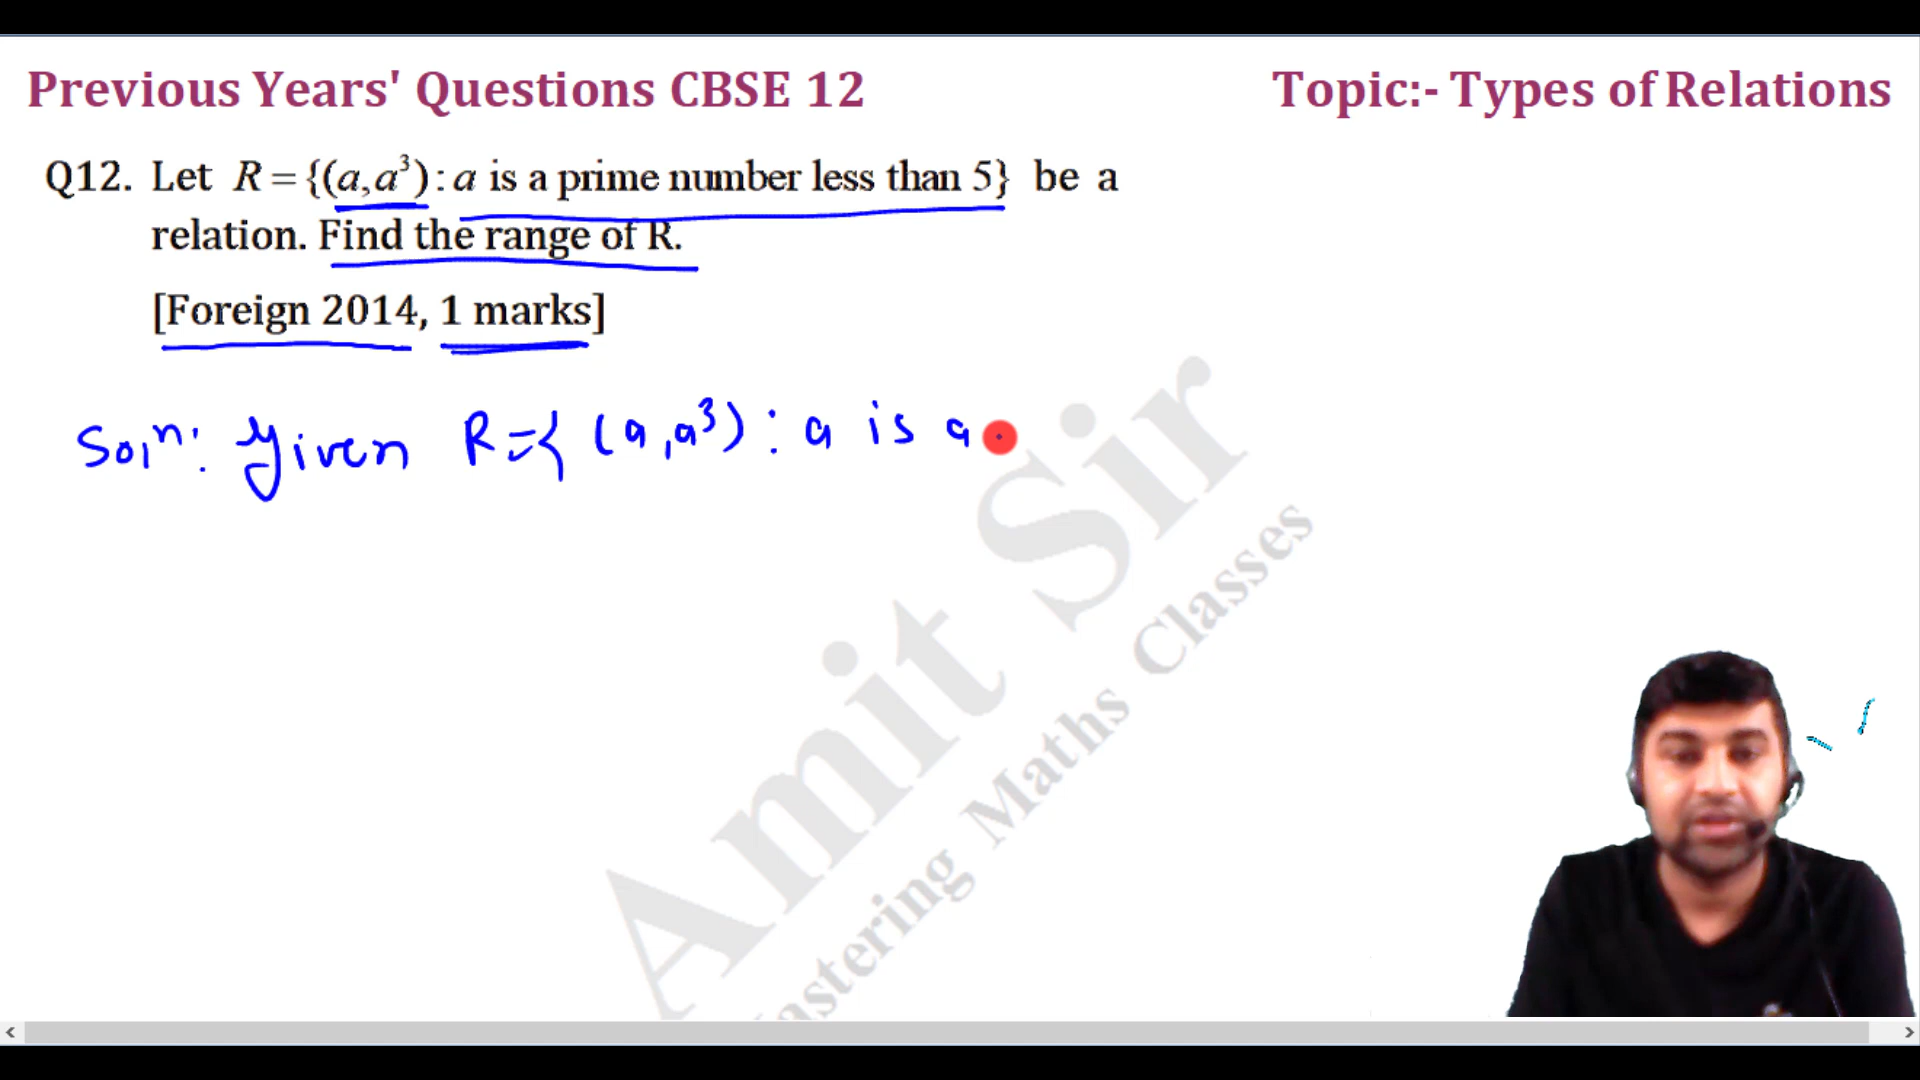 Previous Years' Questions CBSE 12
Topic:- Types of Relations
Q12. Let R = {(a,a³) : a is a prime number less than 5} be a
relation. Find the range of R.
[Foreign 2014, 1 marks]
Solⁿ: Given R = { (a,a³) : a is a
Amit Sir
Mastering Maths Classes